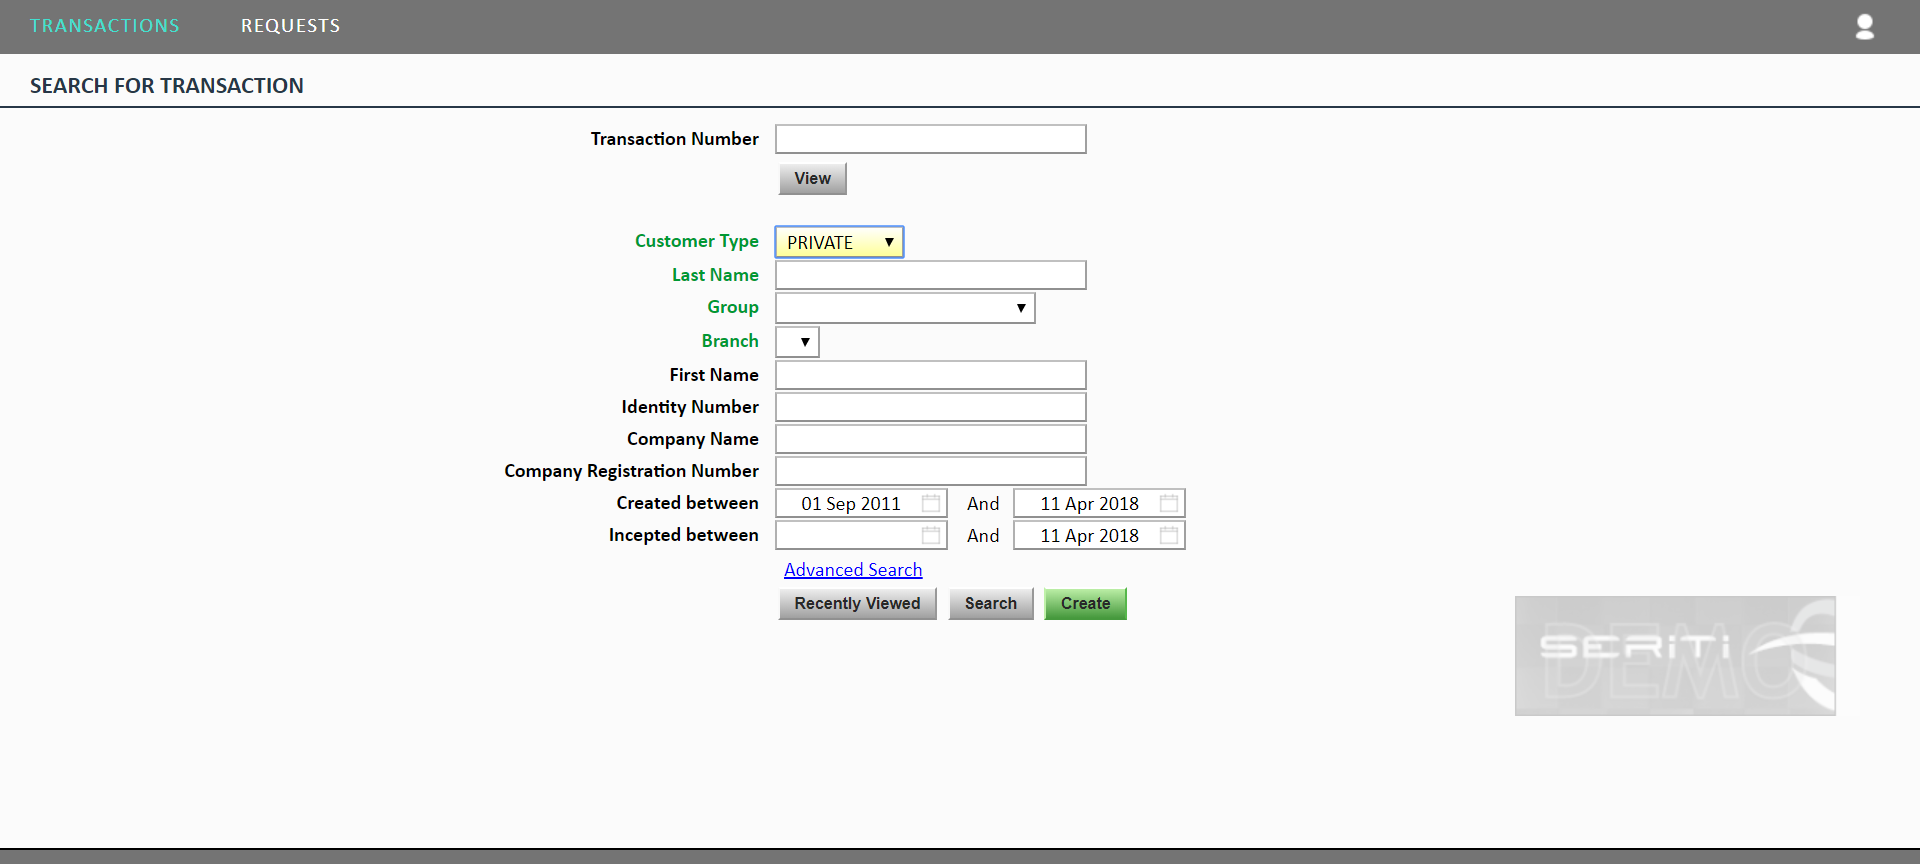 TRANSACTIONS REQUESTS
SEARCH FOR TRANSACTION
Transaction Number
View
Customer Type PRIVATE
Last Name
Group
Branch
First Name
Identity Number
Company Name
Company Registration Number
Created between 01 Sep 2011 And 11 Apr 2018
Incepted between And 11 Apr 2018
Advanced Search
Recently Viewed Search Create
SERiTi
DEMO